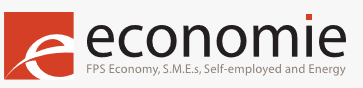 economie
FPS Economy, S.M.E.s, Self-employed and Energy